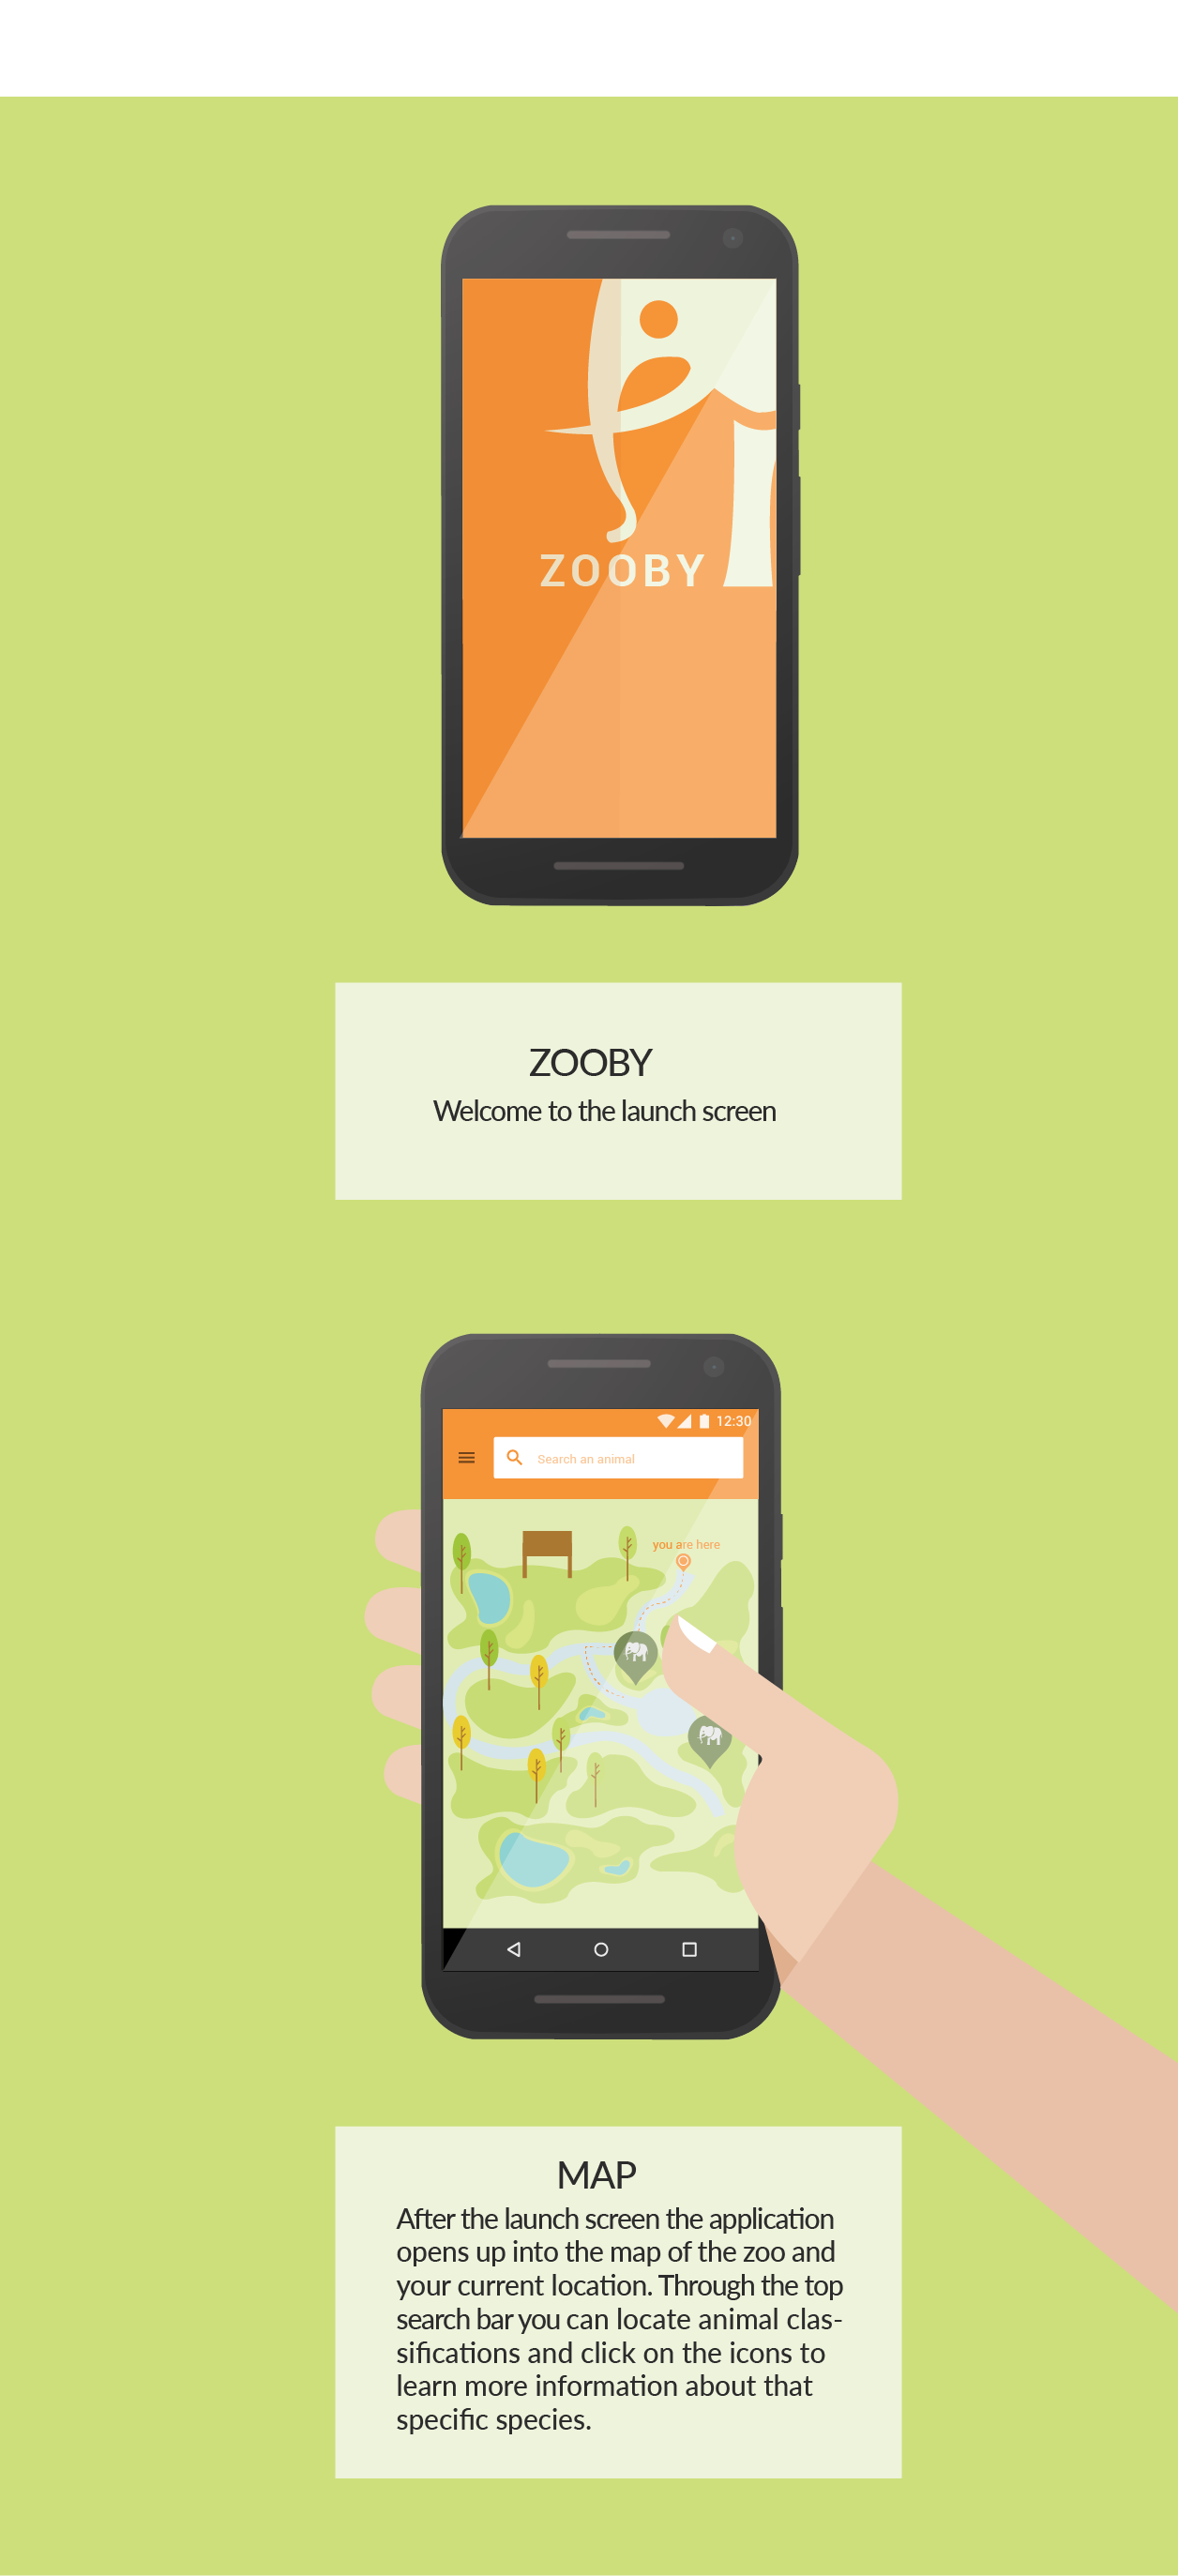 ZOOBY
ZOOBY
Welcome to the launch screen
12:30
Search an animal
you are here
MAP
After the launch screen the application
opens up into the map of the zoo and
your current location. Through the top
search bar you can locate animal clas-
sifications and click on the icons to
learn more information about that
specific species.